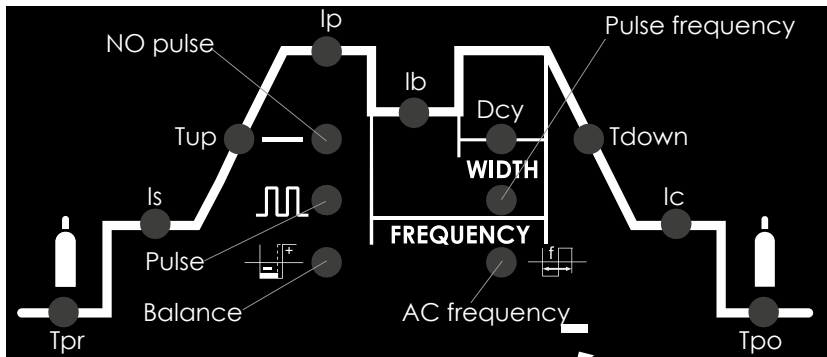 Ip
Pulse frequency
NO pulse
Ib
Dcy
Tup
Tdown
WIDTH
Is
Ic
FREQUENCY
+
f
Pulse
Balance
AC frequency
Tpr
Tpo